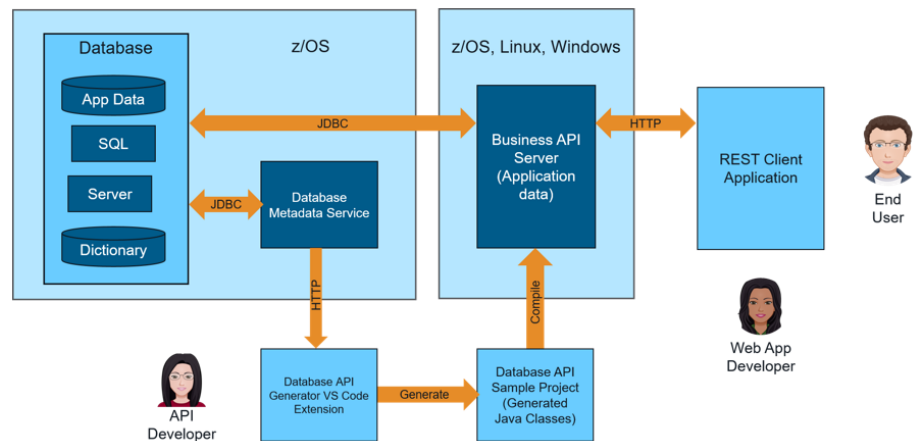 Database
z/OS
z/OS, Linux, Windows
App Data
SQL
Server
Dictionary
JDBC
JDBC
Database
Metadata Service
Business API
Server
(Application
data)
HTTP
REST Client
Application
End
User
HTTP
Compile
Web App
Developer
API
Developer
Database API
Generator VS Code
Extension
Generate
Database API
Sample Project
(Generated
Java Classes)